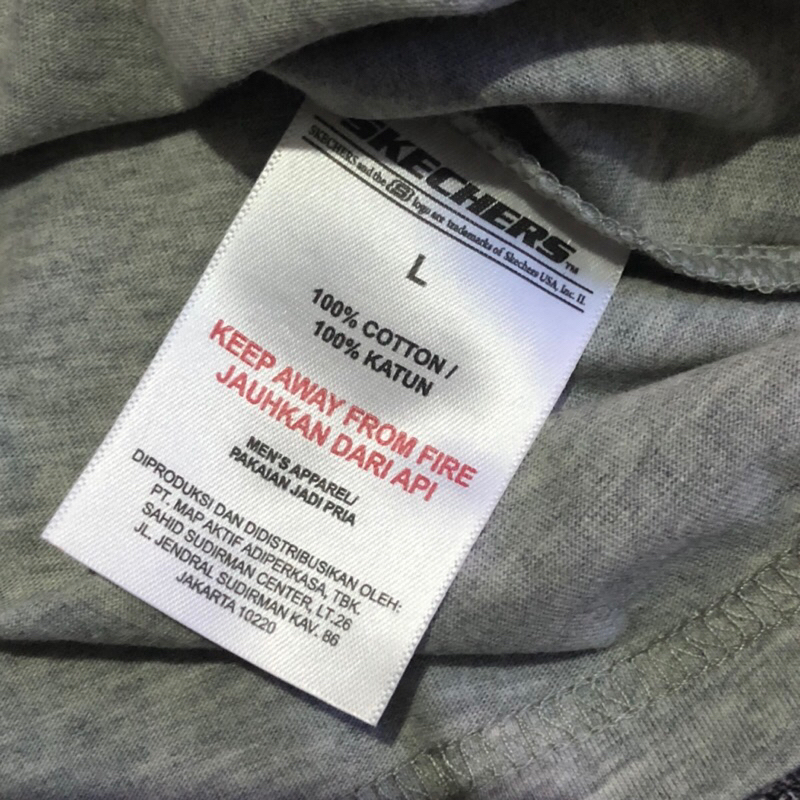 SKECHERS™
SKECHERS and the S logo are trademarks of Skechers USA, Inc. II.
L
100% COTTON /
100% KATUN
KEEP AWAY FROM FIRE
JAUHKAN DARI API
MEN'S APPAREL/
PAKAIAN JADI PRIA
DIPRODUKSI DAN DIDISTRIBUSIKAN OLEH:
PT. MAP AKTIF ADIPERKASA, TBK.
SAHID SUDIRMAN CENTER, LT.26
JL. JENDRAL SUDIRMAN KAV. 86
JAKARTA 10220